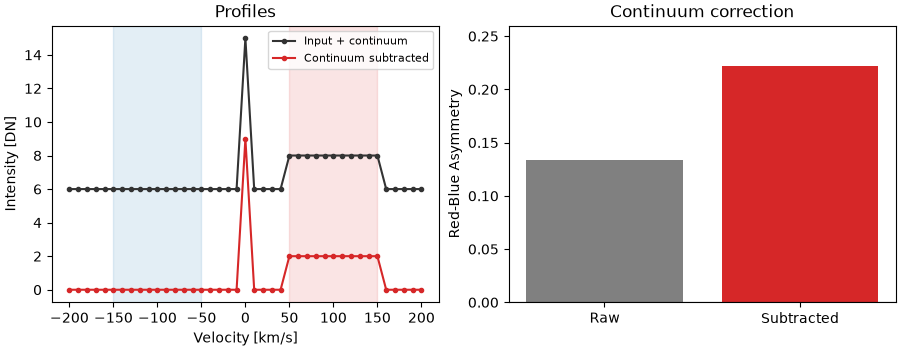 Profiles
Input + continuum
Continuum subtracted
Intensity [DN]
14
12
10
8
6
4
2
0
−200 −150 −100 −50 0 50 100 150 200
Velocity [km/s]
Continuum correction
Red-Blue Asymmetry
0.25
0.20
0.15
0.10
0.05
0.00
Raw Subtracted